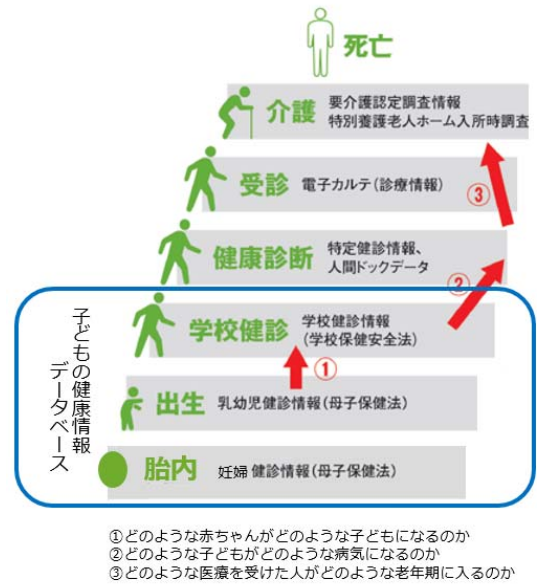 死亡
介護 要介護認定調査情報
特別養護老人ホーム入所時調査
③
受診 電子カルテ(診療情報)
健康診断 特定健診情報、
人間ドックデータ
②
学校健診 学校健診情報
(学校保健安全法)
①
出生 乳幼児健診情報(母子保健法)
胎内 妊婦 健診情報(母子保健法)
子どもの健康情報
データベース
①どのような赤ちゃんがどのような子どもになるのか
②どのような子どもがどのような病気になるのか
③どのような医療を受けた人がどのような老年期に入るのか